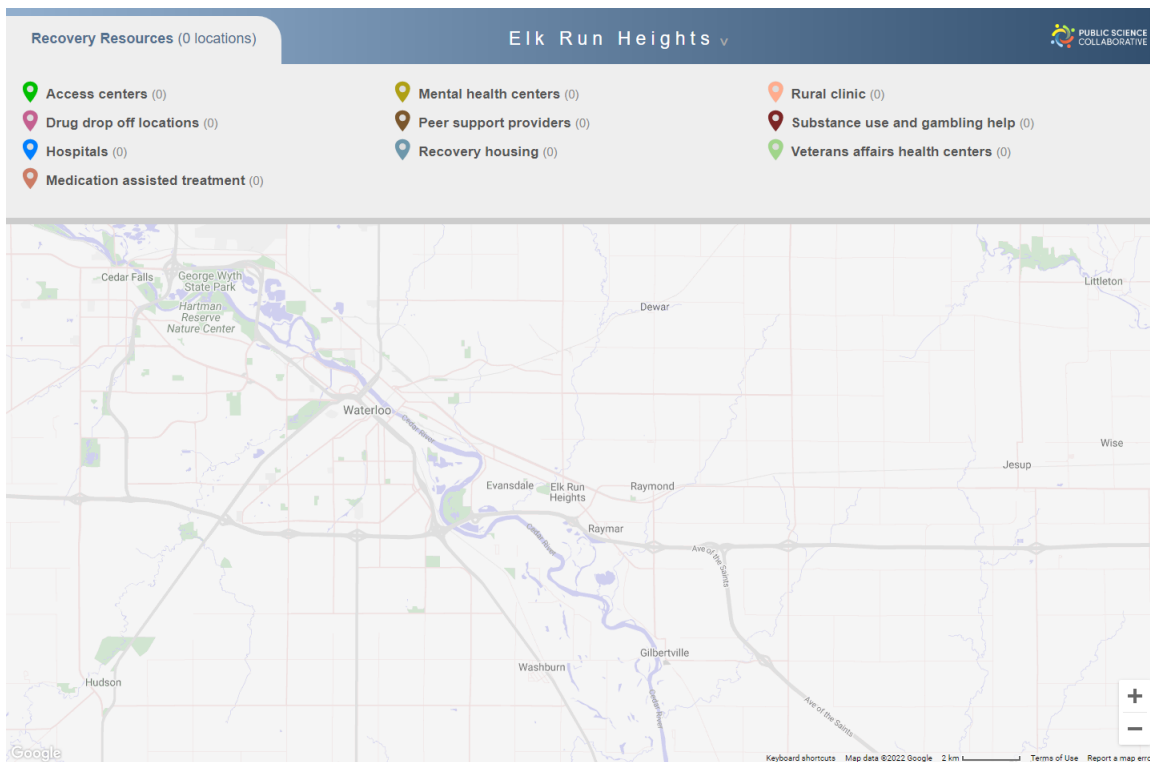 Recovery Resources (0 locations)
Elk Run Heights v
PUBLIC SCIENCE
COLLABORATIVE
Access centers (0)
Mental health centers (0)
Rural clinic (0)
Drug drop off locations (0)
Peer support providers (0)
Substance use and gambling help (0)
Hospitals (0)
Recovery housing (0)
Veterans affairs health centers (0)
Medication assisted treatment (0)
Cedar Falls
George Wyth
State Park
Hartman
Reserve
Nature Center
Littleton
Dewar
Waterloo
Cedar River
Wise
Jesup
Evansdale
Elk Run
Heights
Raymond
Raymar
Cedar River
Ave of the Saints
Gilbertville
Washburn
Hudson
Cedar River
Ave of the Saints
Google
Keyboard shortcuts Map data ©2022 Google 2 km Terms of Use Report a map erro